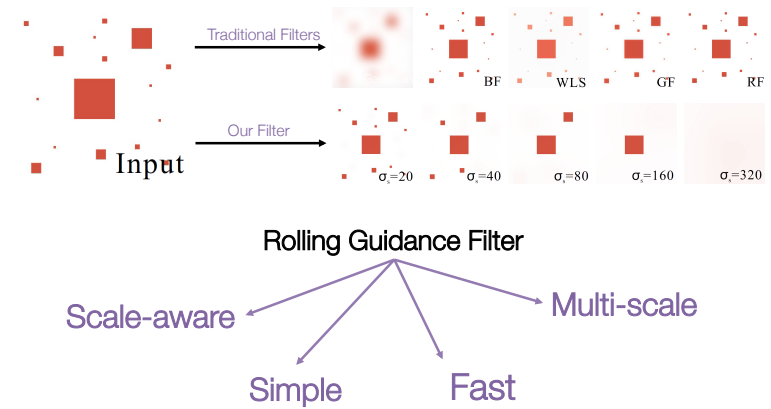 Traditional Filters
BF
WLS
GF
RF
Our Filter
Input
σs=20
σs=40
σs=80
σs=160
σs=320
Rolling Guidance Filter
Scale-aware
Multi-scale
Simple
Fast